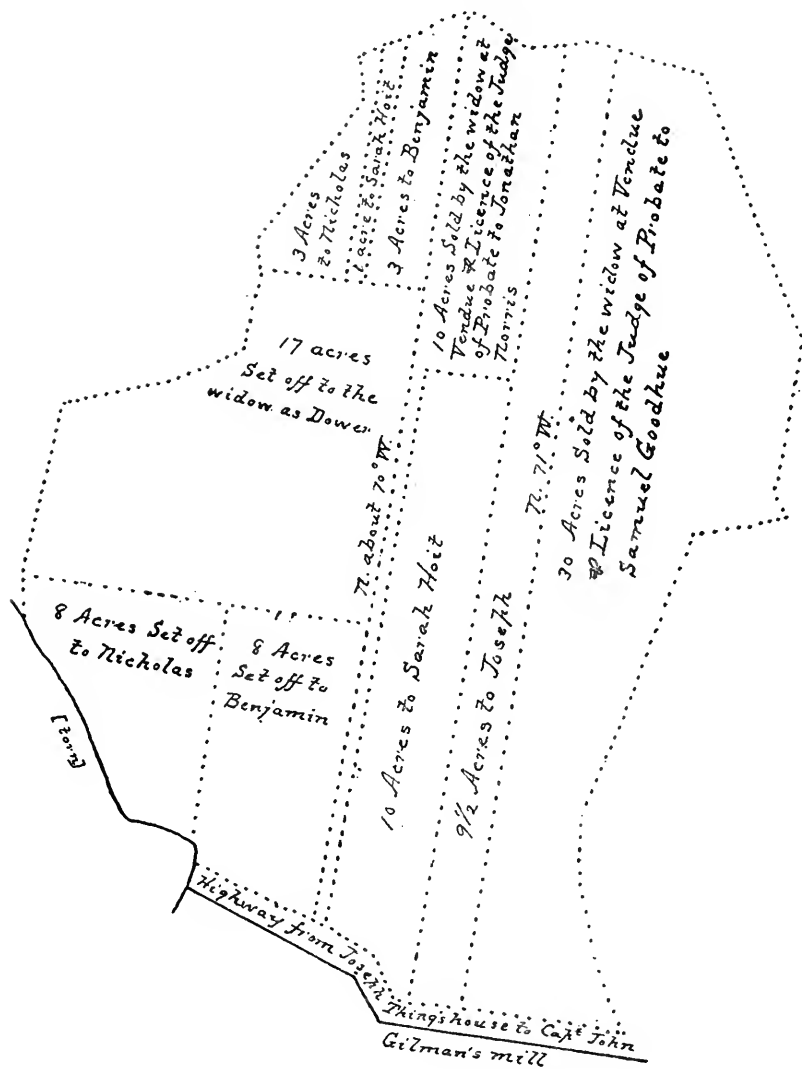 3 Acres
to Nicholas
1 acre to Sarah Hoit
3 Acres to Benjamin
10 Acres Sold by the widow at
Vendue & Licence of the Judge
of Probate to Jonathan
Norris
30 Acres Sold by the widow at Vendue
& Licence of the Judge of Probate to
Samuel Goodhue
17 acres
Set off to the
widow as Dower
N. about 70° W.
N. 71° W.
8 Acres Set off
to Nicholas
8 Acres
Set off to
Benjamin
10 Acres to Sarah Hoit
9 1/2 Acres to Joseph
Highway from Joseph
Thing's house to Capt John
Gilman's mill